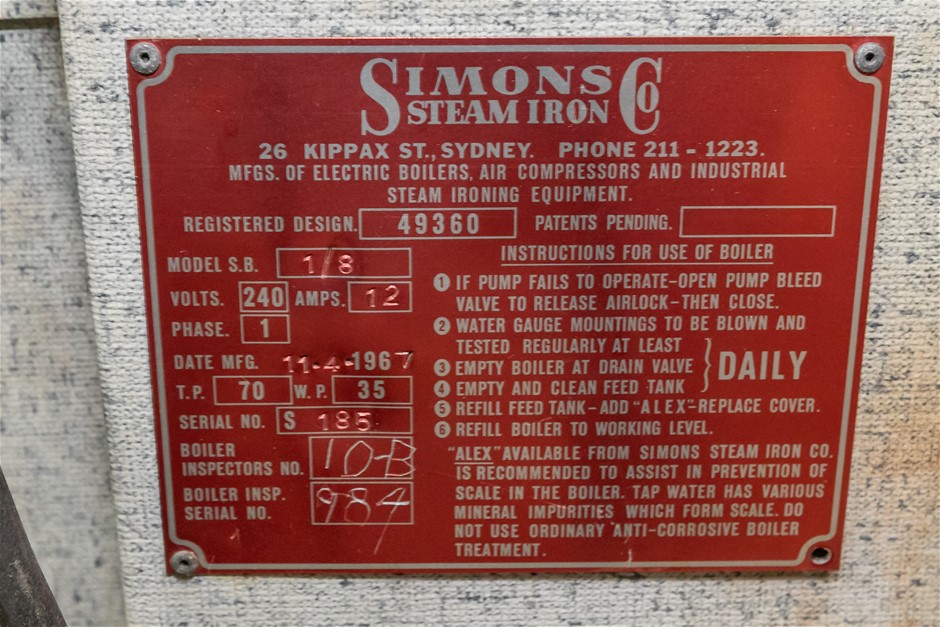 SIMONS STEAM IRON CO
26 KIPPAX ST., SYDNEY. PHONE 211 - 1223.
MFGS. OF ELECTRIC BOILERS, AIR COMPRESSORS AND INDUSTRIAL
STEAM IRONING EQUIPMENT.
REGISTERED DESIGN. 49360 PATENTS PENDING.
MODEL S.B. 1/8
VOLTS. 240 AMPS. 12
PHASE. 1
DATE MFG. 11-4-1967
T.P. 70 W.P. 35
SERIAL NO. S 185
BOILER
INSPECTORS NO. 10-B
BOILER INSP.
SERIAL NO. 984
INSTRUCTIONS FOR USE OF BOILER
1 IF PUMP FAILS TO OPERATE-OPEN PUMP BLEED
VALVE TO RELEASE AIRLOCK-THEN CLOSE.
2 WATER GAUGE MOUNTINGS TO BE BLOWN AND
TESTED REGULARLY AT LEAST
3 EMPTY BOILER AT DRAIN VALVE
4 EMPTY AND CLEAN FEED TANK
DAILY
5 REFILL FEED TANK-ADD "ALEX"-REPLACE COVER.
6 REFILL BOILER TO WORKING LEVEL.
"ALEX" AVAILABLE FROM SIMONS STEAM IRON CO.
IS RECOMMENDED TO ASSIST IN PREVENTION OF
SCALE IN THE BOILER. TAP WATER HAS VARIOUS
MINERAL IMPURITIES WHICH FORM SCALE. DO
NOT USE ORDINARY ANTI-CORROSIVE BOILER
TREATMENT.